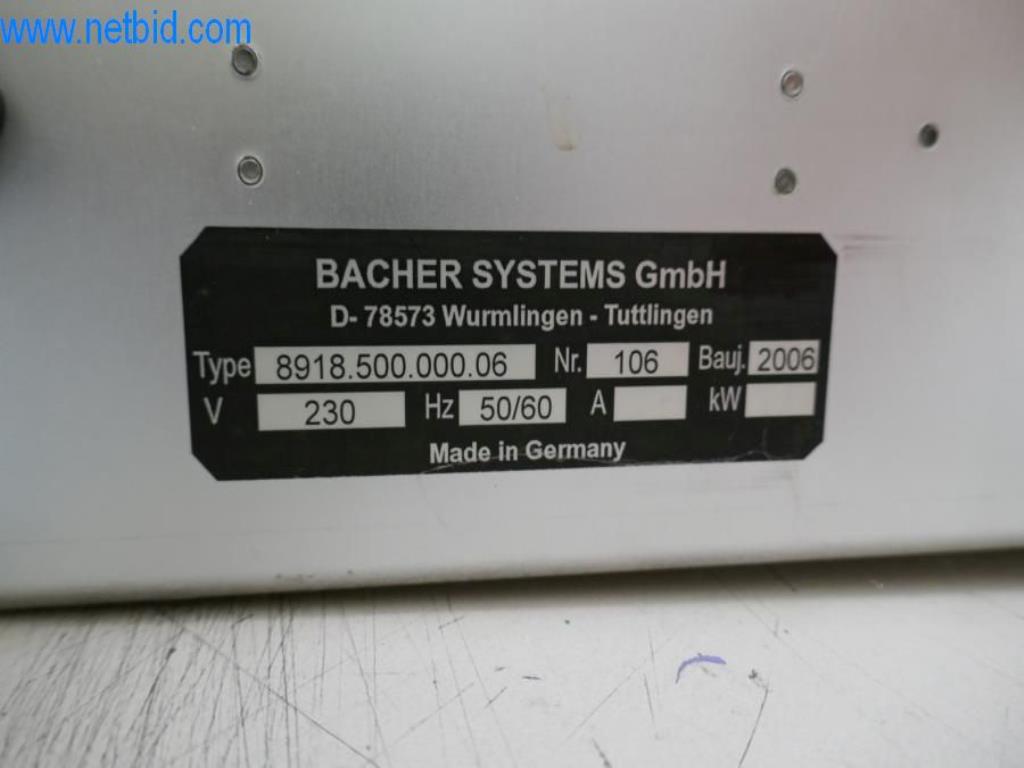 www.netbid.com
BACHER SYSTEMS GmbH
D- 78573 Wurmlingen - Tuttlingen
Type 8918.500.000.06 Nr. 106 Bauj. 2006
V 230 Hz 50/60 A kW
Made in Germany